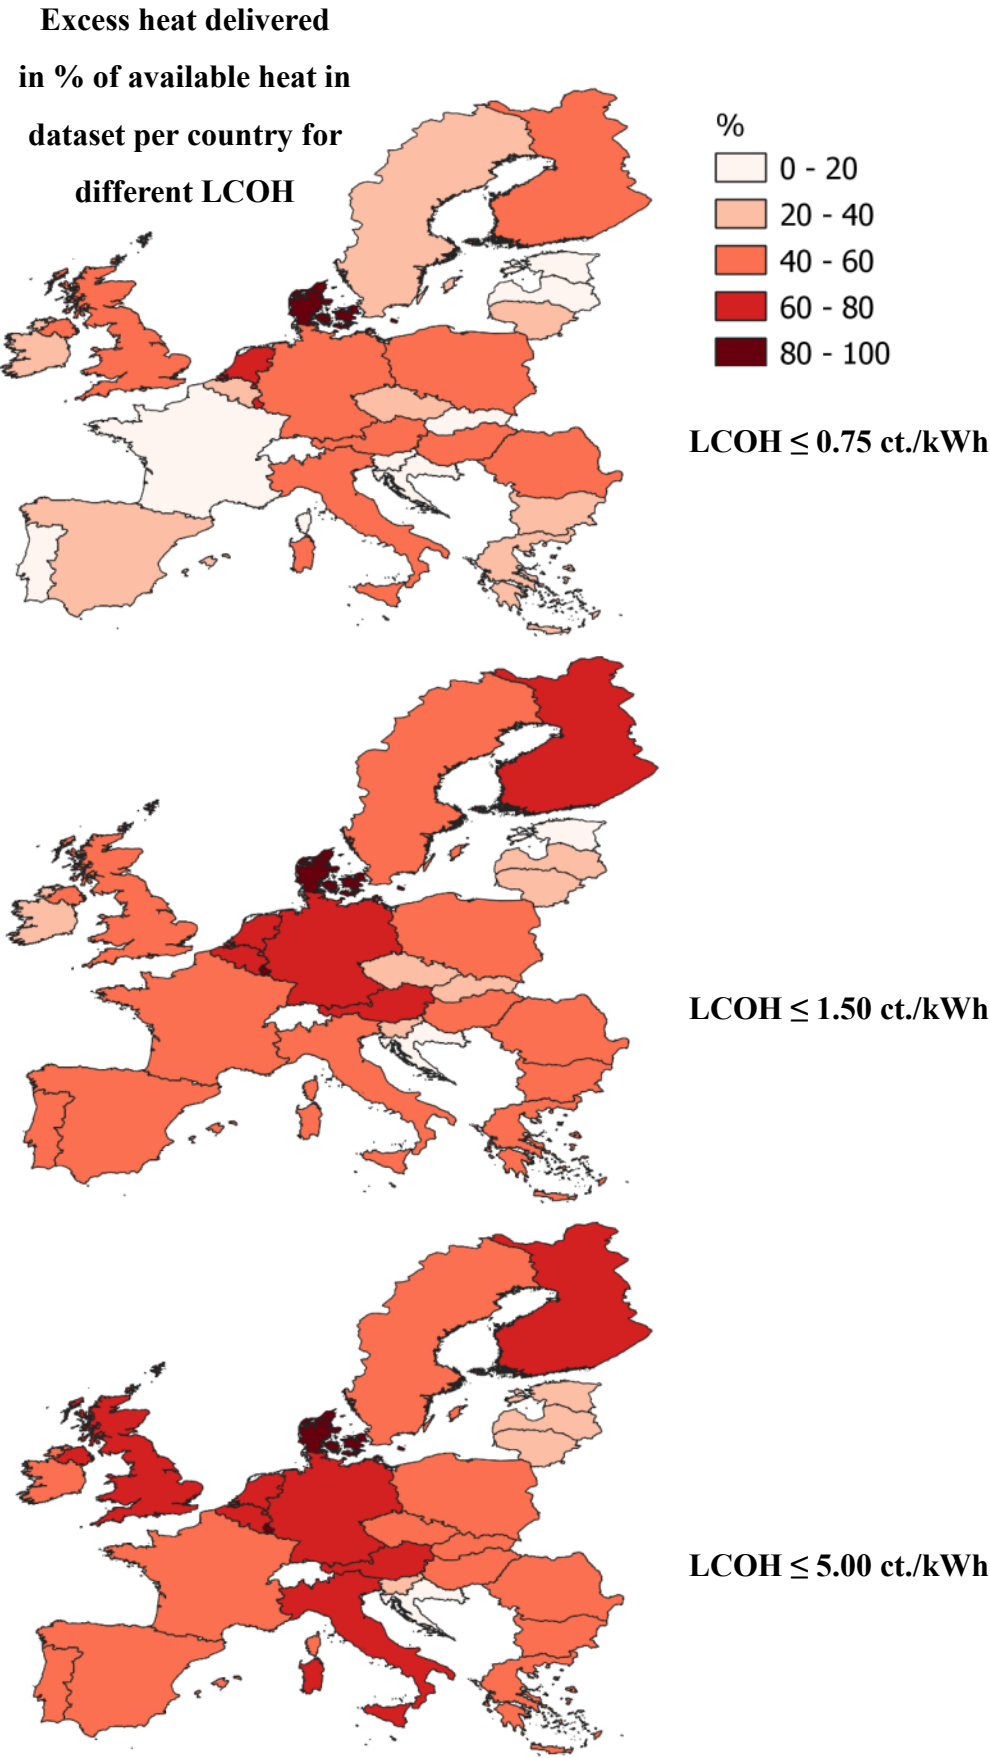 Excess heat delivered
in % of available heat in
dataset per country for
different LCOH
%
0 - 20
20 - 40
40 - 60
60 - 80
80 - 100
LCOH ≤ 0.75 ct./kWh
LCOH ≤ 1.50 ct./kWh
LCOH ≤ 5.00 ct./kWh